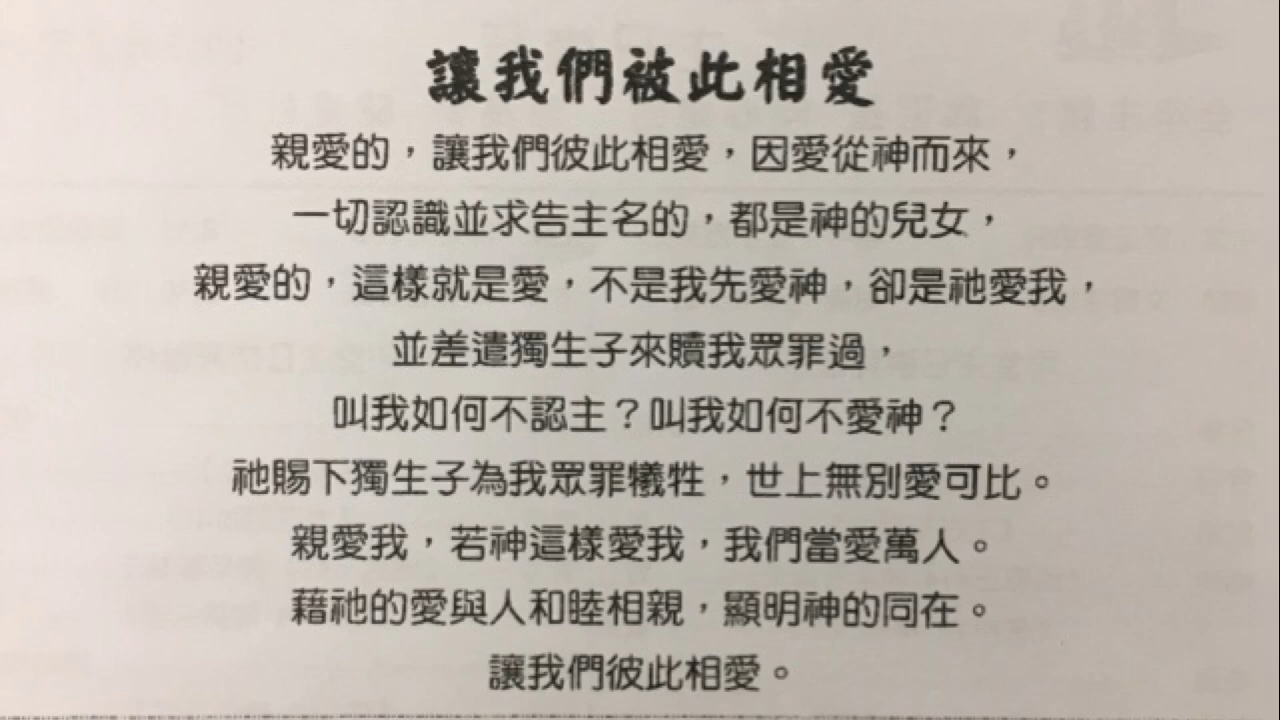 讓我們被此相愛
親愛的，讓我們彼此相愛，因愛從神而來，
一切認識並求告主名的，都是神的兒女，
親愛的，這樣就是愛，不是我先愛神，卻是祂愛我，
並差遣獨生子來贖我眾罪過，
叫我如何不認主？叫我如何不愛神？
祂賜下獨生子為我眾罪犧牲，世上無別愛可比。
親愛我，若神這樣愛我，我們當愛萬人。
藉祂的愛與人和睦相親，顯明神的同在。
讓我們彼此相愛。